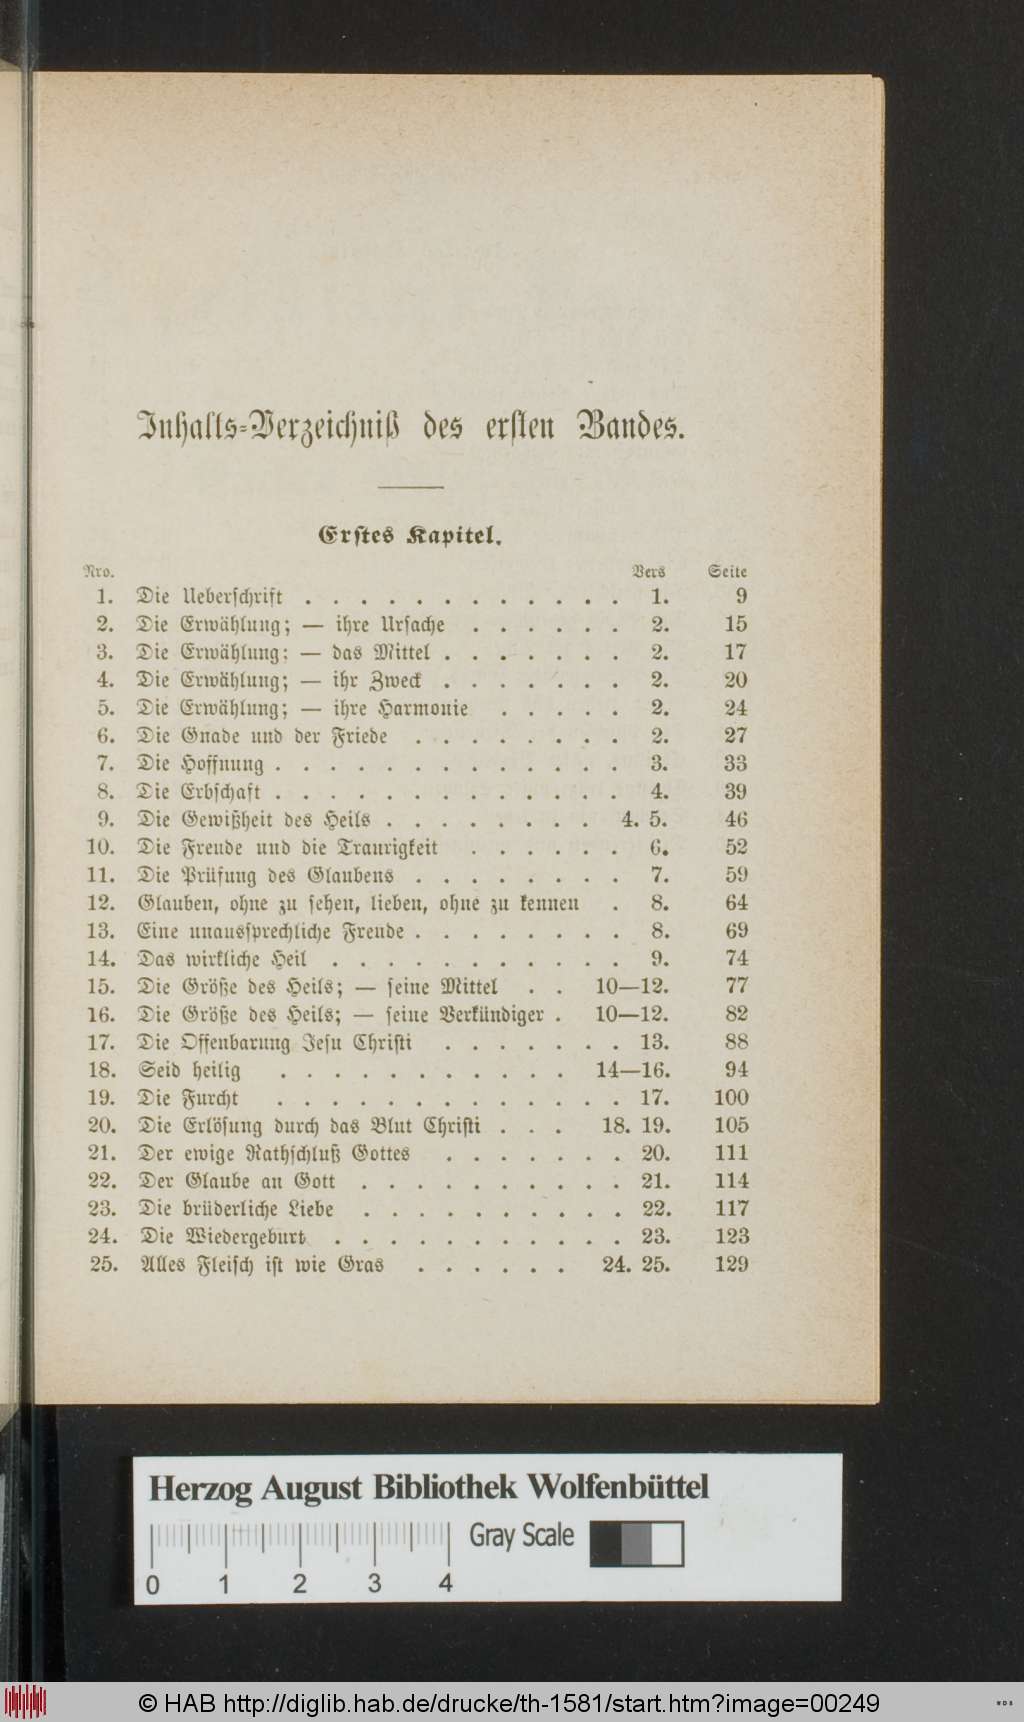 Inhalts-Verzeichniß des ersten Bandes.
Erstes Kapitel.
Nro. Vers Seite
1. Die Ueberschrift . . . . . . . . . . . . 1. 9
2. Die Erwählung; — ihre Ursache . . . . . . 2. 15
3. Die Erwählung: — das Mittel . . . . . . . 2. 17
4. Die Erwählung; — ihr Zweck . . . . . . . 2. 20
5. Die Erwählung; — ihre Harmonie . . . . . 2. 24
6. Die Gnade und der Friede . . . . . . . . 2. 27
7. Die Hoffnung . . . . . . . . . . . . . 3. 33
8. Die Erbschaft . . . . . . . . . . . . . 4. 39
9. Die Gewißheit des Heils . . . . . . . . 4. 5. 46
10. Die Freude und die Traurigkeit . . . . . . 6. 52
11. Die Prüfung des Glaubens . . . . . . . . 7. 59
12. Glauben, ohne zu sehen, lieben, ohne zu kennen . 8. 64
13. Eine unaussprechliche Freude . . . . . . . . 8. 69
14. Das wirkliche Heil . . . . . . . . . . . 9. 74
15. Die Größe des Heils; — seine Mittel . . 10—12. 77
16. Die Größe des Heils; — seine Verkündiger . 10—12. 82
17. Die Offenbarung Jesu Christi . . . . . . . 13. 88
18. Seid heilig . . . . . . . . . . . 14—16. 94
19. Die Furcht . . . . . . . . . . . . . 17. 100
20. Die Erlösung durch das Blut Christi . . . 18. 19. 105
21. Der ewige Rathschluß Gottes . . . . . . . 20. 111
22. Der Glaube an Gott . . . . . . . . . . 21. 114
23. Die brüderliche Liebe . . . . . . . . . . 22. 117
24. Die Wiedergeburt . . . . . . . . . . . 23. 123
25. Alles Fleisch ist wie Gras . . . . . . 24. 25. 129
Herzog August Bibliothek Wolfenbüttel
Gray Scale
0 1 2 3 4
© HAB http://diglib.hab.de/drucke/th-1581/start.htm?image=00249
WDB